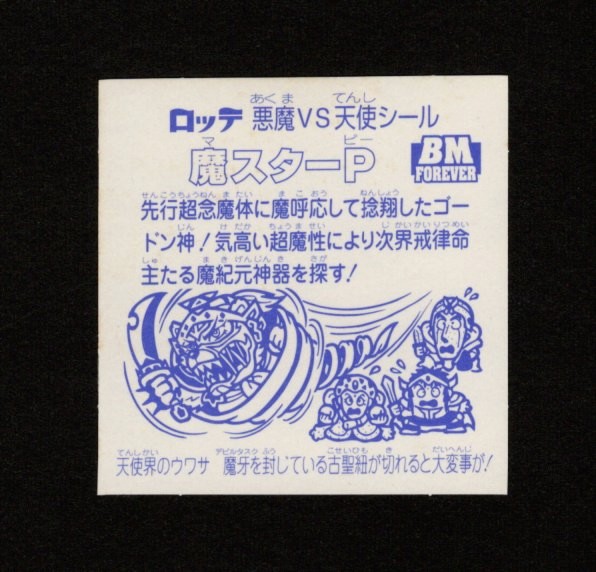 ロッテ 悪魔VS天使シール
魔スターP
BM
FOREVER
先行超念魔体に魔呼応して捻翔したゴー
ドン神！気高い超魔性により次界戒律命
主たる魔紀元神器を探す！
天使界のウワサ 魔牙を封じている古聖紐が切れると大変事が！